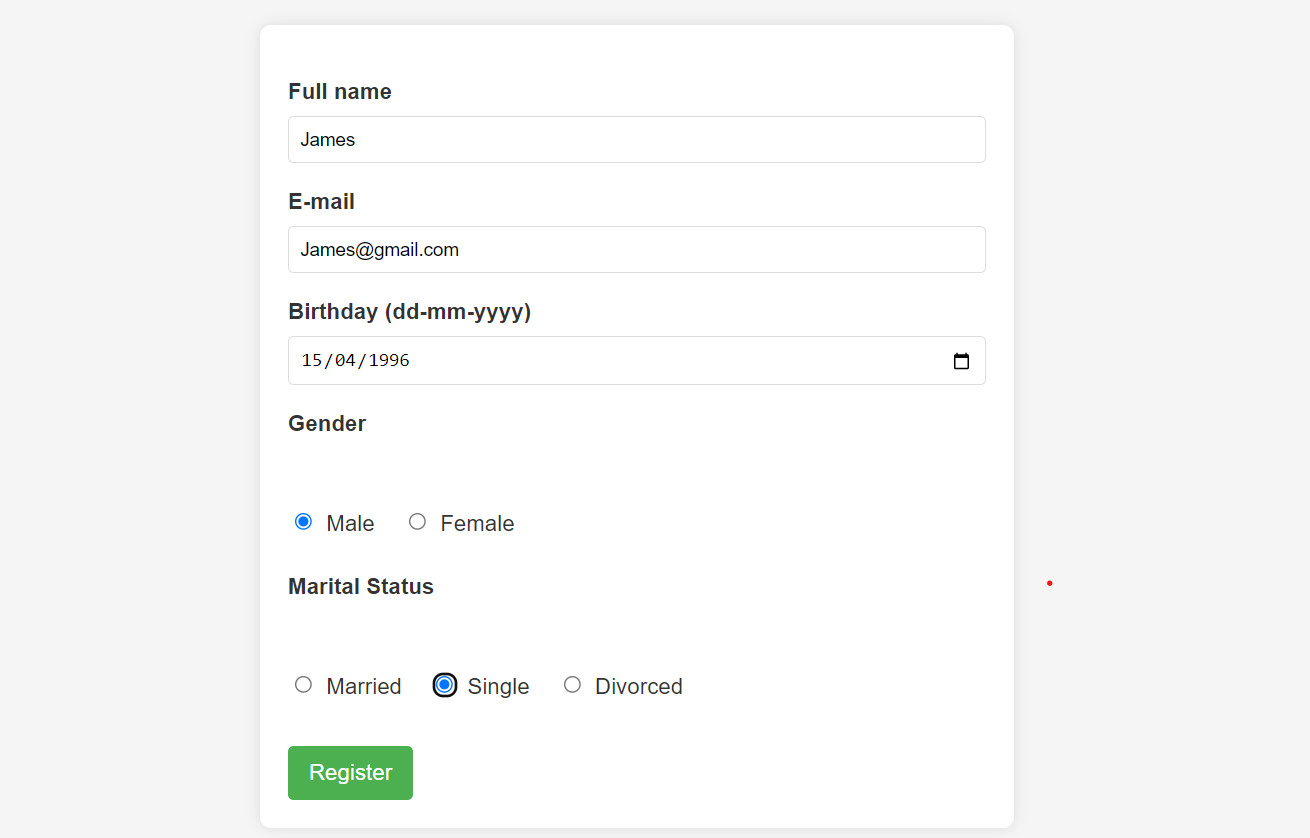 Full name
James
E-mail
James@gmail.com
Birthday (dd-mm-yyyy)
15/04/1996
Gender
Male Female
Marital Status
Married Single Divorced
Register